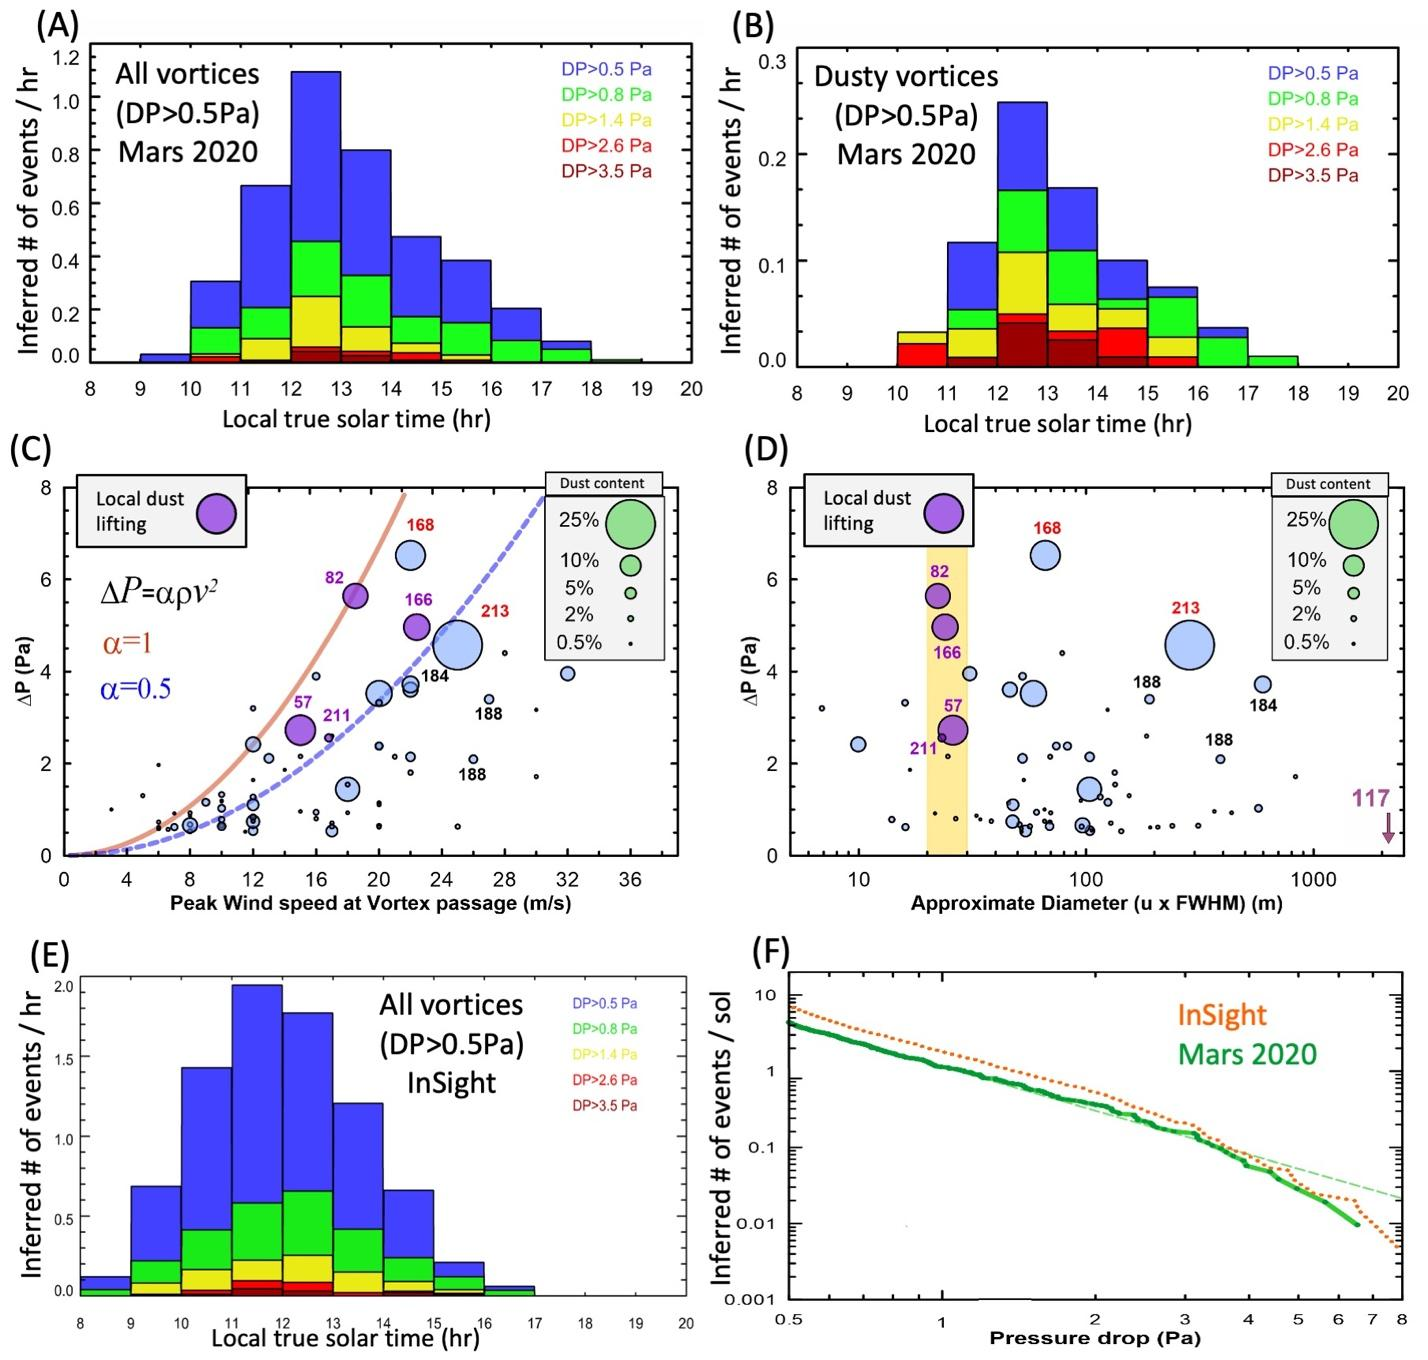 (A)
All vortices
(DP>0.5Pa)
Mars 2020
DP>0.5 Pa
DP>0.8 Pa
DP>1.4 Pa
DP>2.6 Pa
DP>3.5 Pa
Inferred # of events / hr
1.2
1.0
0.8
0.6
0.4
0.2
0.0
8 9 10 11 12 13 14 15 16 17 18 19 20
Local true solar time (hr)
(B)
Dusty vortices
(DP>0.5Pa)
Mars 2020
DP>0.5 Pa
DP>0.8 Pa
DP>1.4 Pa
DP>2.6 Pa
DP>3.5 Pa
Inferred # of events / hr
0.3
0.2
0.1
0.0
8 9 10 11 12 13 14 15 16 17 18 19 20
Local true solar time (hr)
(C)
Local dust
lifting
Dust content
25%
10%
5%
2%
0.5%
ΔP=αρv²
α=1
α=0.5
168
82
166
213
184
57
211
188
188
ΔP (Pa)
8
6
4
2
0
0 4 8 12 16 20 24 28 32 36
Peak Wind speed at Vortex passage (m/s)
(D)
Local dust
lifting
Dust content
25%
10%
5%
2%
0.5%
168
82
166
213
188
184
57
211
188
117
ΔP (Pa)
8
6
4
2
0
10 100 1000
Approximate Diameter (u x FWHM) (m)
(E)
All vortices
(DP>0.5Pa)
InSight
DP>0.5 Pa
DP>0.8 Pa
DP>1.4 Pa
DP>2.6 Pa
DP>3.5 Pa
Inferred # of events / hr
2.0
1.5
1.0
0.5
0.0
8 9 10 11 12 13 14 15 16 17 18 19 20
Local true solar time (hr)
(F)
InSight
Mars 2020
Inferred # of events / sol
10
1
0.1
0.01
0.001
0.5 1 2 3 4 5 6 7 8
Pressure drop (Pa)